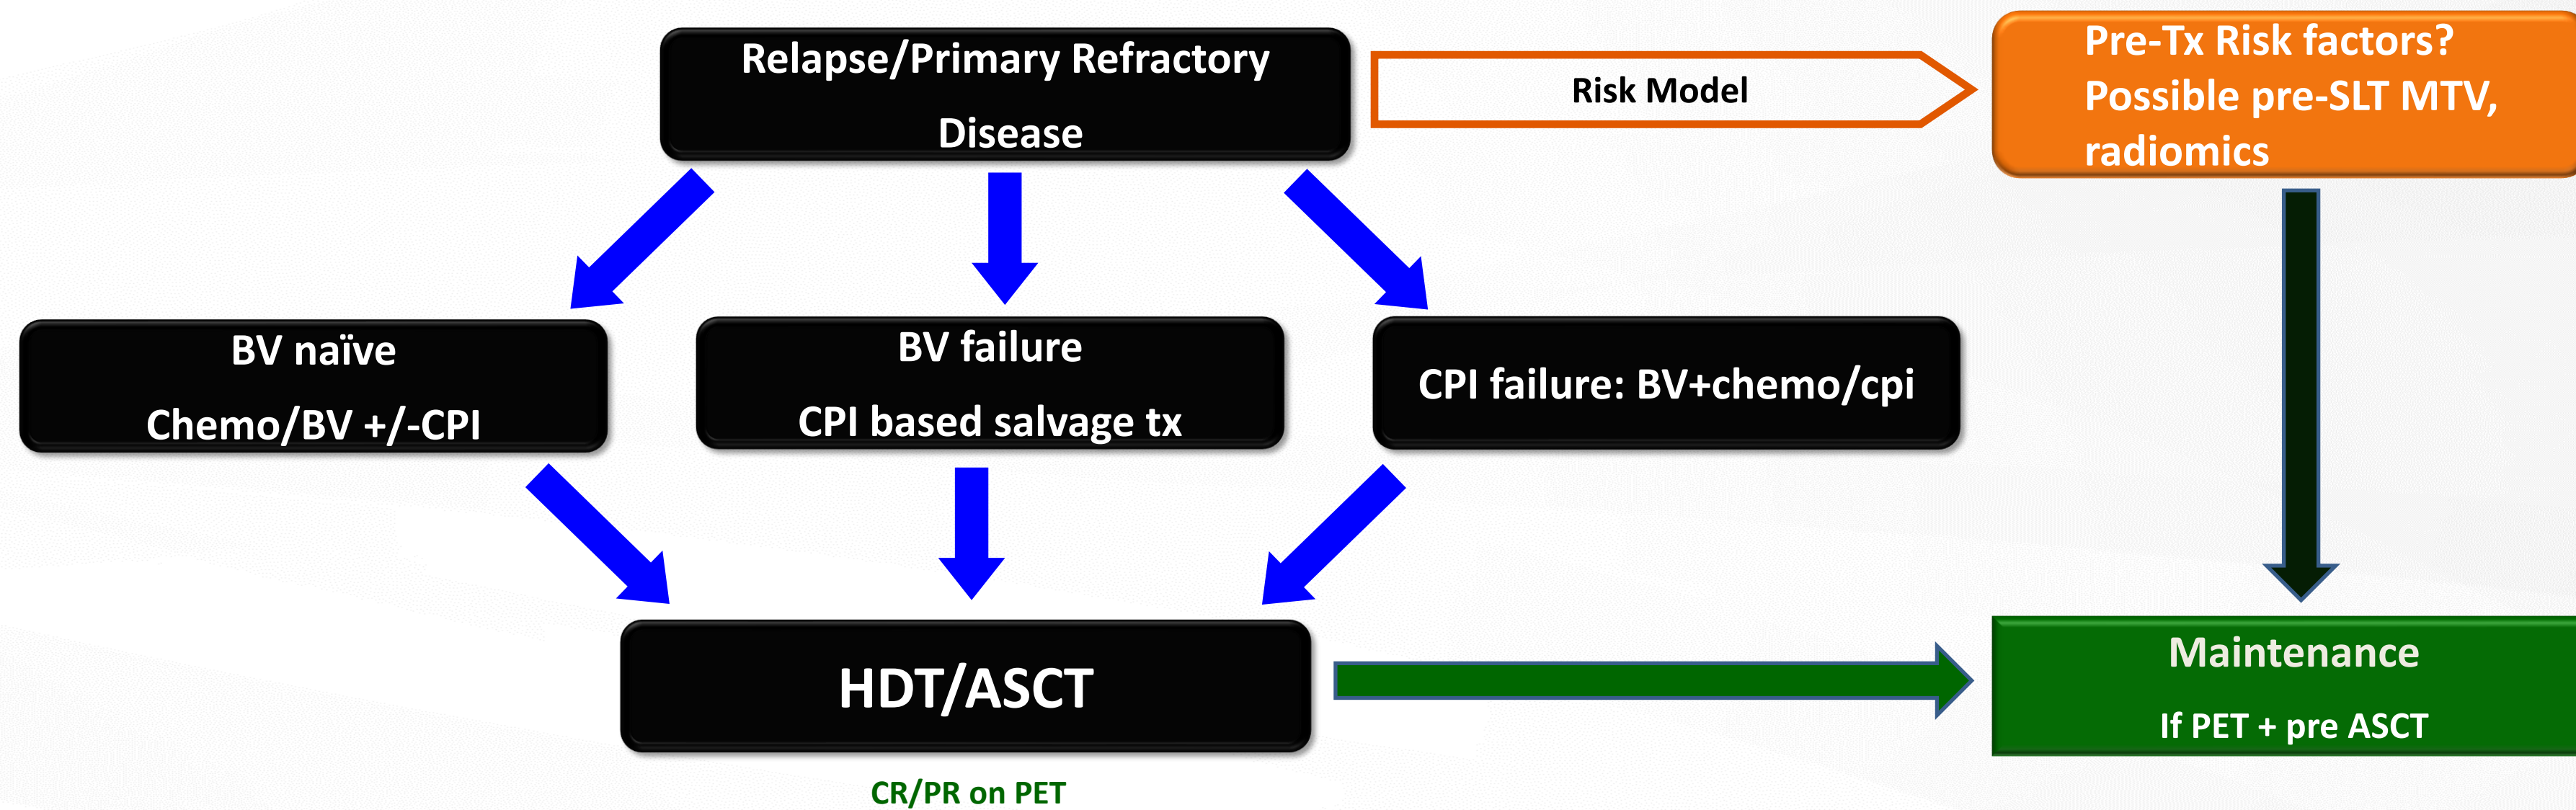 Relapse/Primary Refractory
Disease
Risk Model
Pre-Tx Risk factors?
Possible pre-SLT MTV,
radiomics
BV naïve
Chemo/BV +/-CPI
BV failure
CPI based salvage tx
CPI failure: BV+chemo/cpi
HDT/ASCT
CR/PR on PET
Maintenance
If PET + pre ASCT